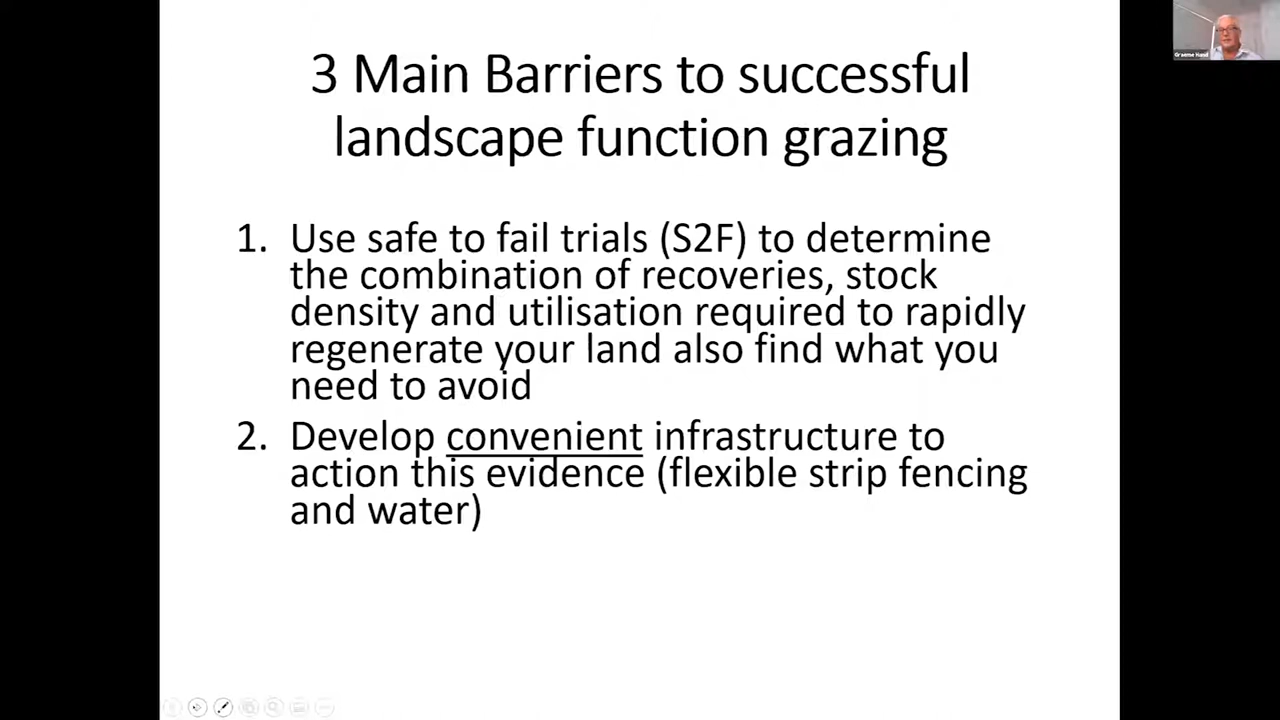 3 Main Barriers to successful
landscape function grazing
1. Use safe to fail trials (S2F) to determine
the combination of recoveries, stock
density and utilisation required to rapidly
regenerate your land also find what you
need to avoid
2. Develop convenient infrastructure to
action this evidence (flexible strip fencing
and water)
Graeme Hand